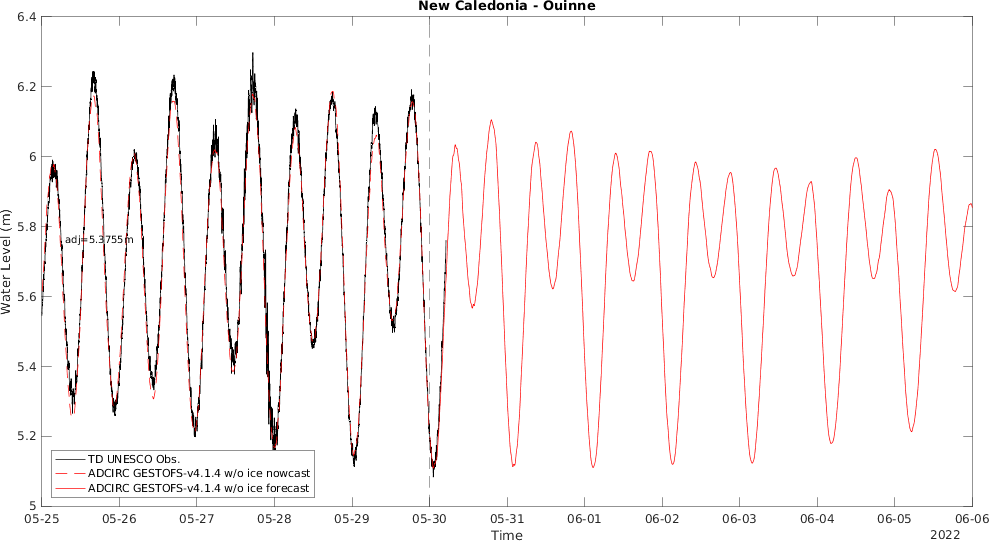 New Caledonia - Ouinne
6.4
6.2
6
5.8
5.6
5.4
5.2
5
Water Level (m)
adj=5.3755m
TD UNESCO Obs.
ADCIRC GESTOFS-v4.1.4 w/o ice nowcast
ADCIRC GESTOFS-v4.1.4 w/o ice forecast
05-25 05-26 05-27 05-28 05-29 05-30 05-31 06-01 06-02 06-03 06-04 06-05 06-06
Time
2022